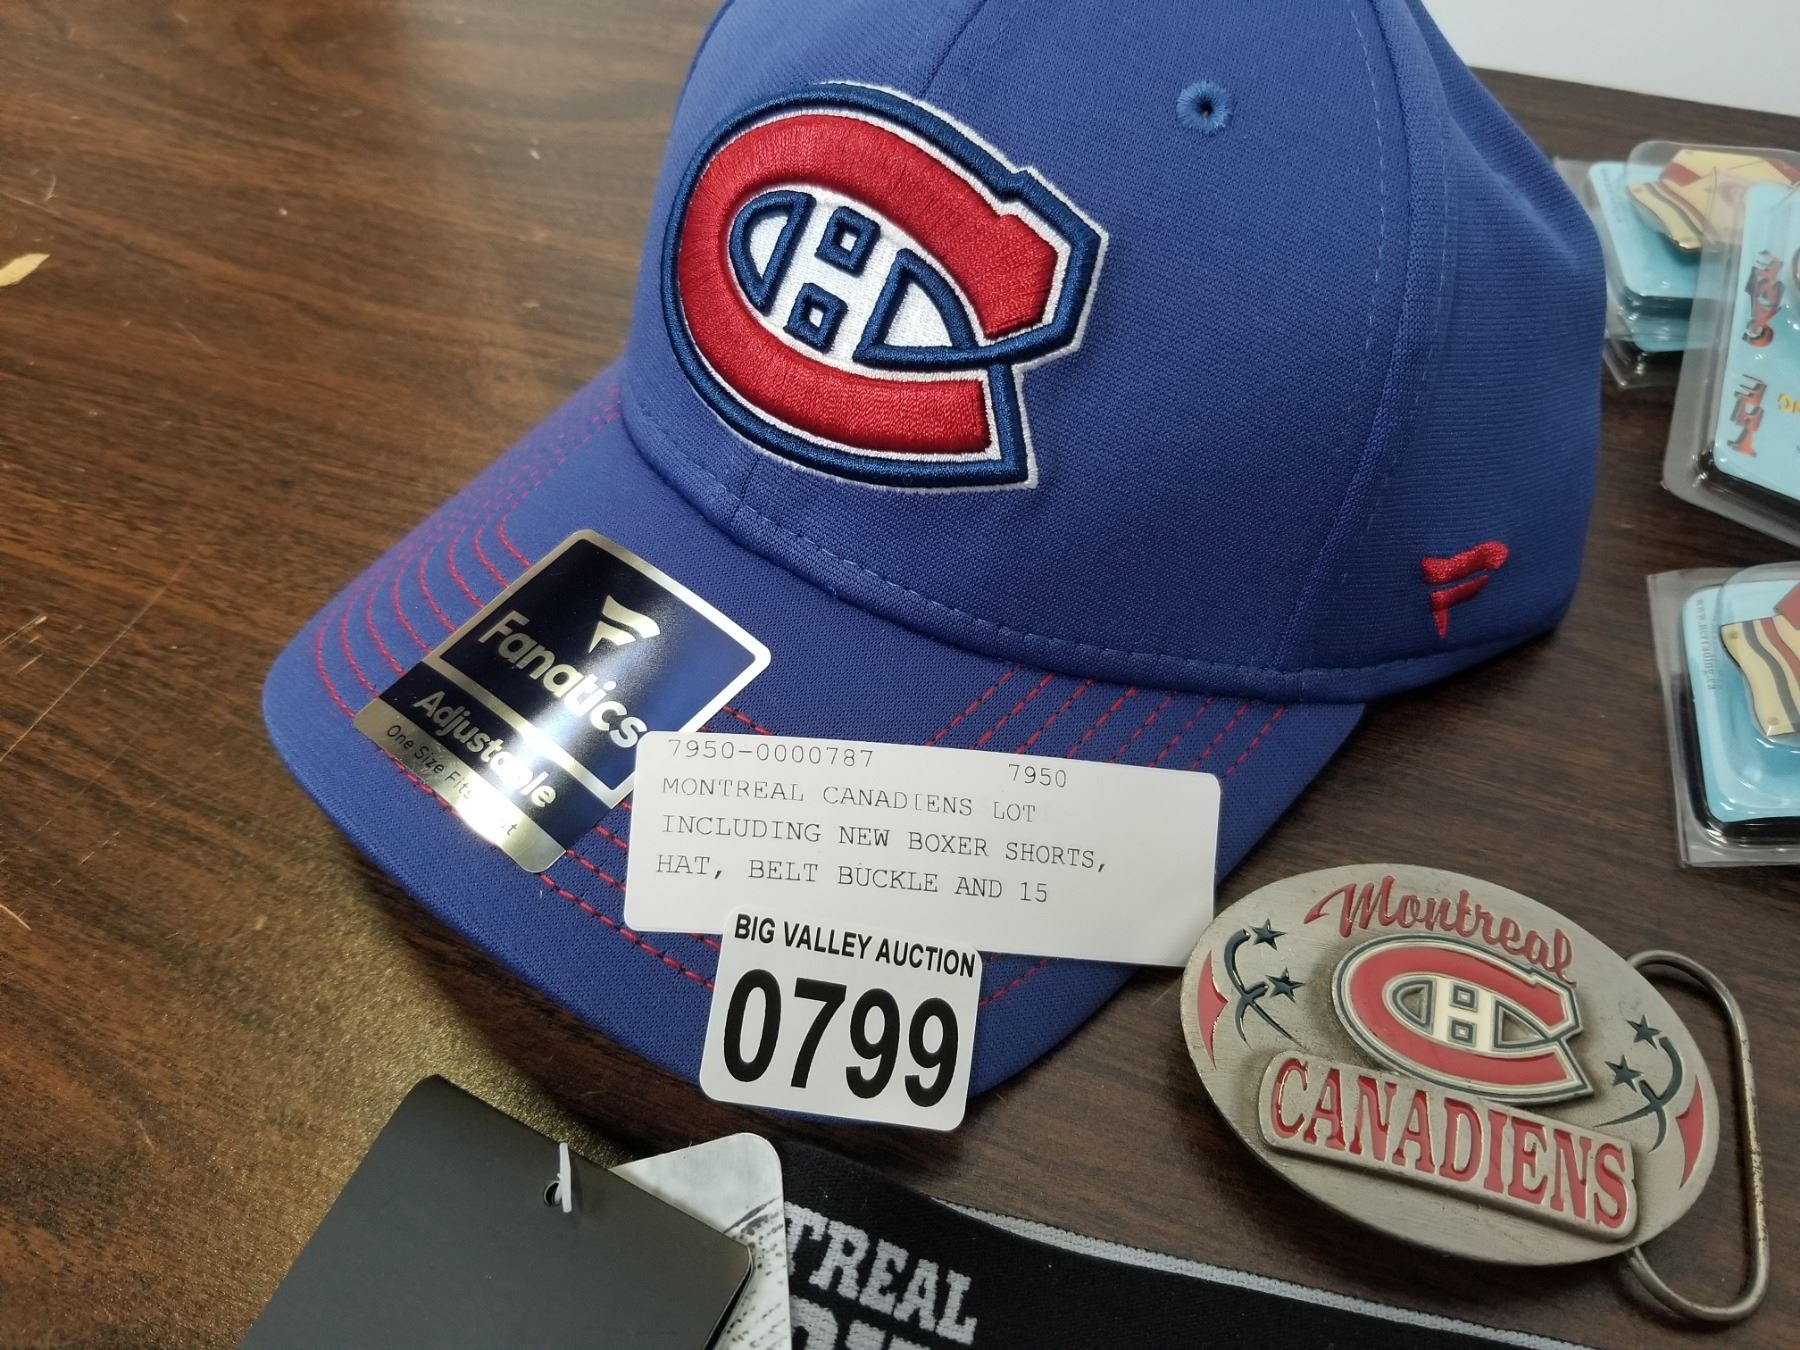 Fanatics
Adjustable
One Size Fits
7950-0000787 7950
MONTREAL CANADIENS LOT
INCLUDING NEW BOXER SHORTS,
HAT, BELT BUCKLE AND 15
BIG VALLEY AUCTION
0799
Montreal
CANADIENS
TREAL